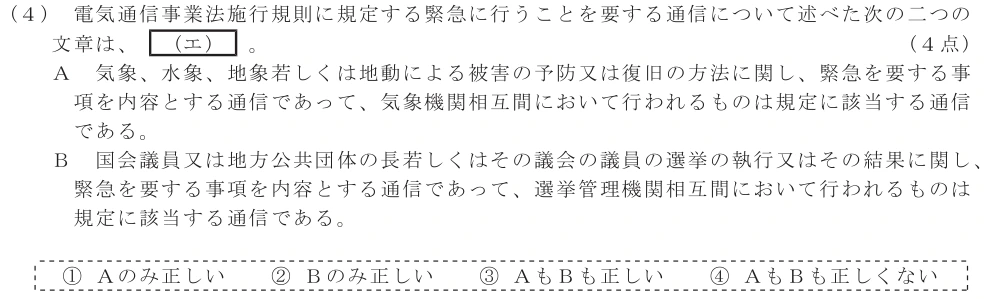 （４） 電気通信事業法施行規則に規定する緊急に行うことを要する通信について述べた次の二つの
文章は、 （エ） 。 （４点）
Ａ 気象、水象、地象若しくは地動による被害の予防又は復旧の方法に関し、緊急を要する事
項を内容とする通信であって、気象機関相互間において行われるものは規定に該当する通信
である。
Ｂ 国会議員又は地方公共団体の長若しくはその議会の議員の選挙の執行又はその結果に関し、
緊急を要する事項を内容とする通信であって、選挙管理機関相互間において行われるものは
規定に該当する通信である。
① Ａのみ正しい ② Ｂのみ正しい ③ ＡもＢも正しい ④ ＡもＢも正しくない